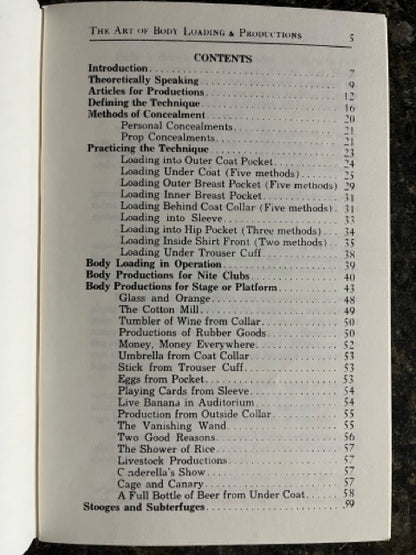 THE ART OF BODY LOADING & PRODUCTIONS 5
CONTENTS
Introduction 7
Theoretically Speaking 9
Articles for Productions 12
Defining the Technique 16
Methods of Concealment 20
Personal Concealments 21
Prop Concealments 21
Practicing the Technique 23
Loading into Outer Coat Pocket 24
Loading Under Coat (Five methods) 25
Loading Outer Breast Pocket (Five methods) 29
Loading Inner Breast Pocket 31
Loading Behind Coat Collar (Five methods) 31
Loading into Sleeve 33
Loading into Hip Pocket (Three methods) 34
Loading Inside Shirt Front (Two methods) 35
Loading Under Trouser Cuff 38
Body Loading in Operation 39
Body Productions for Nite Clubs 40
Body Productions for Stage or Platform 43
Glass and Orange 48
The Cotton Mill 49
Tumbler of Wine from Collar 50
Productions of Rubber Goods 50
Money, Money Everywhere 52
Umbrella from Coat Collar 53
Stick from Trouser Cuff 53
Eggs from Pocket 53
Playing Cards from Sleeve 54
Live Banana in Auditorium 54
Production from Outside Collar 55
The Vanishing Wand 55
Two Good Reasons 56
The Shower of Rice 57
Livestock Productions 57
Cinderella's Show 57
Cage and Canary 57
A Full Bottle of Beer from Under Coat 58
Stooges and Subterfuges 59